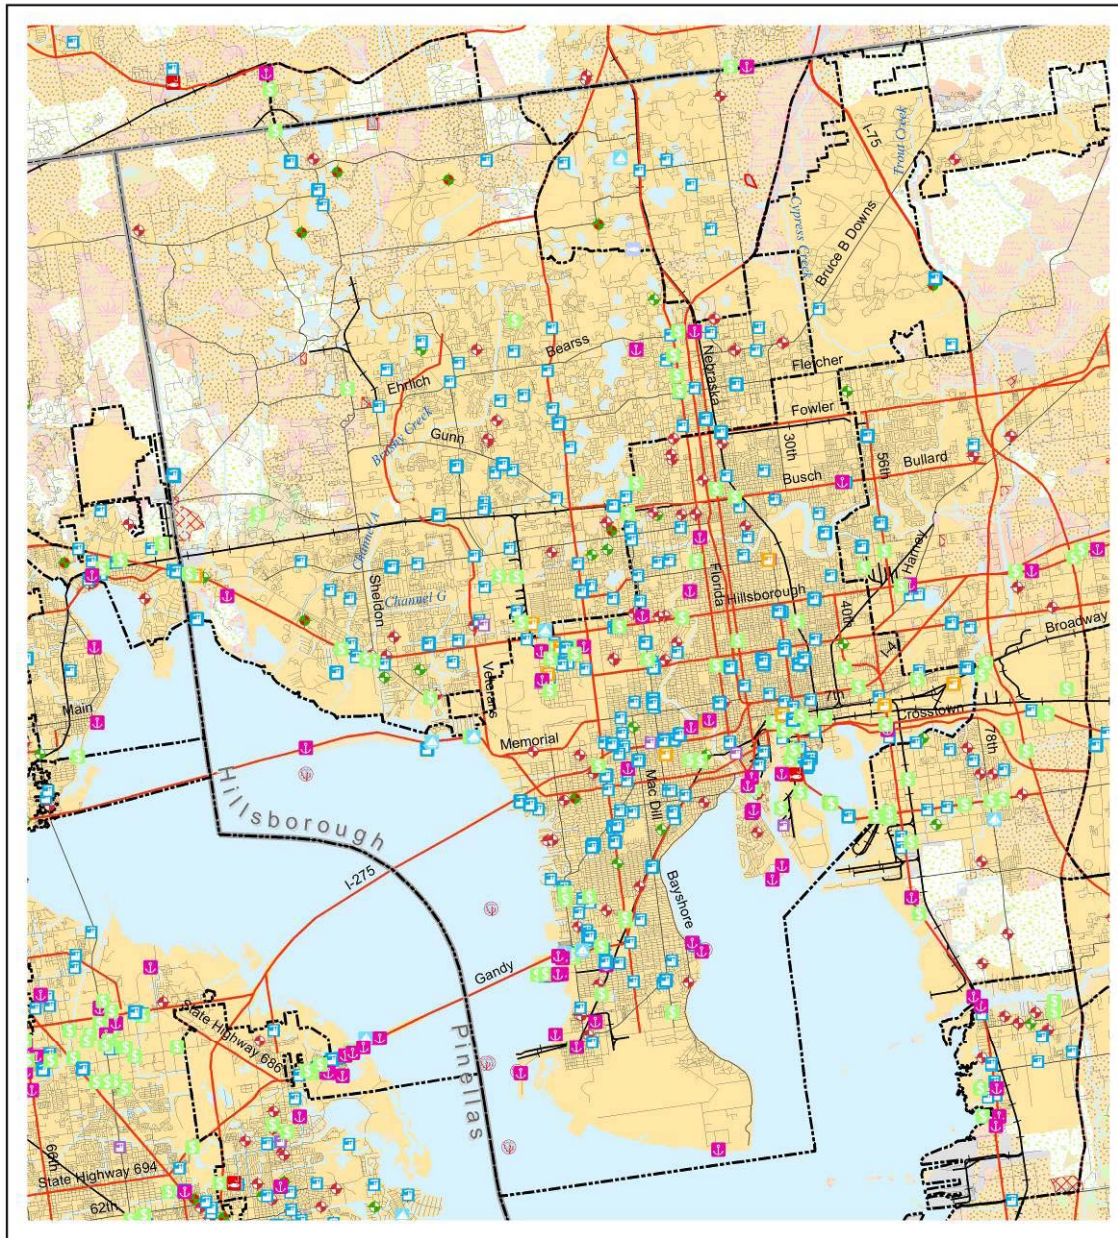 I-75
Trout Creek
Cypress Creek
Bruce B Downs
Bearss
Nebraska
Fletcher
Ehrlich
Fowler
Brushy Creek
Gunn
30th
56th
Bullard
Busch
Channel A
Harney
Sheldon
Channel G
Florida
Hillsborough
40th
Broadway
I-4
Veterans
7th
Main
Crosstown
Memorial
78th
Hillsborough
Mac Dill
I-275
Bayshore
Gandy
State Highway 686
Pinellas
66th
State Highway 694
62th